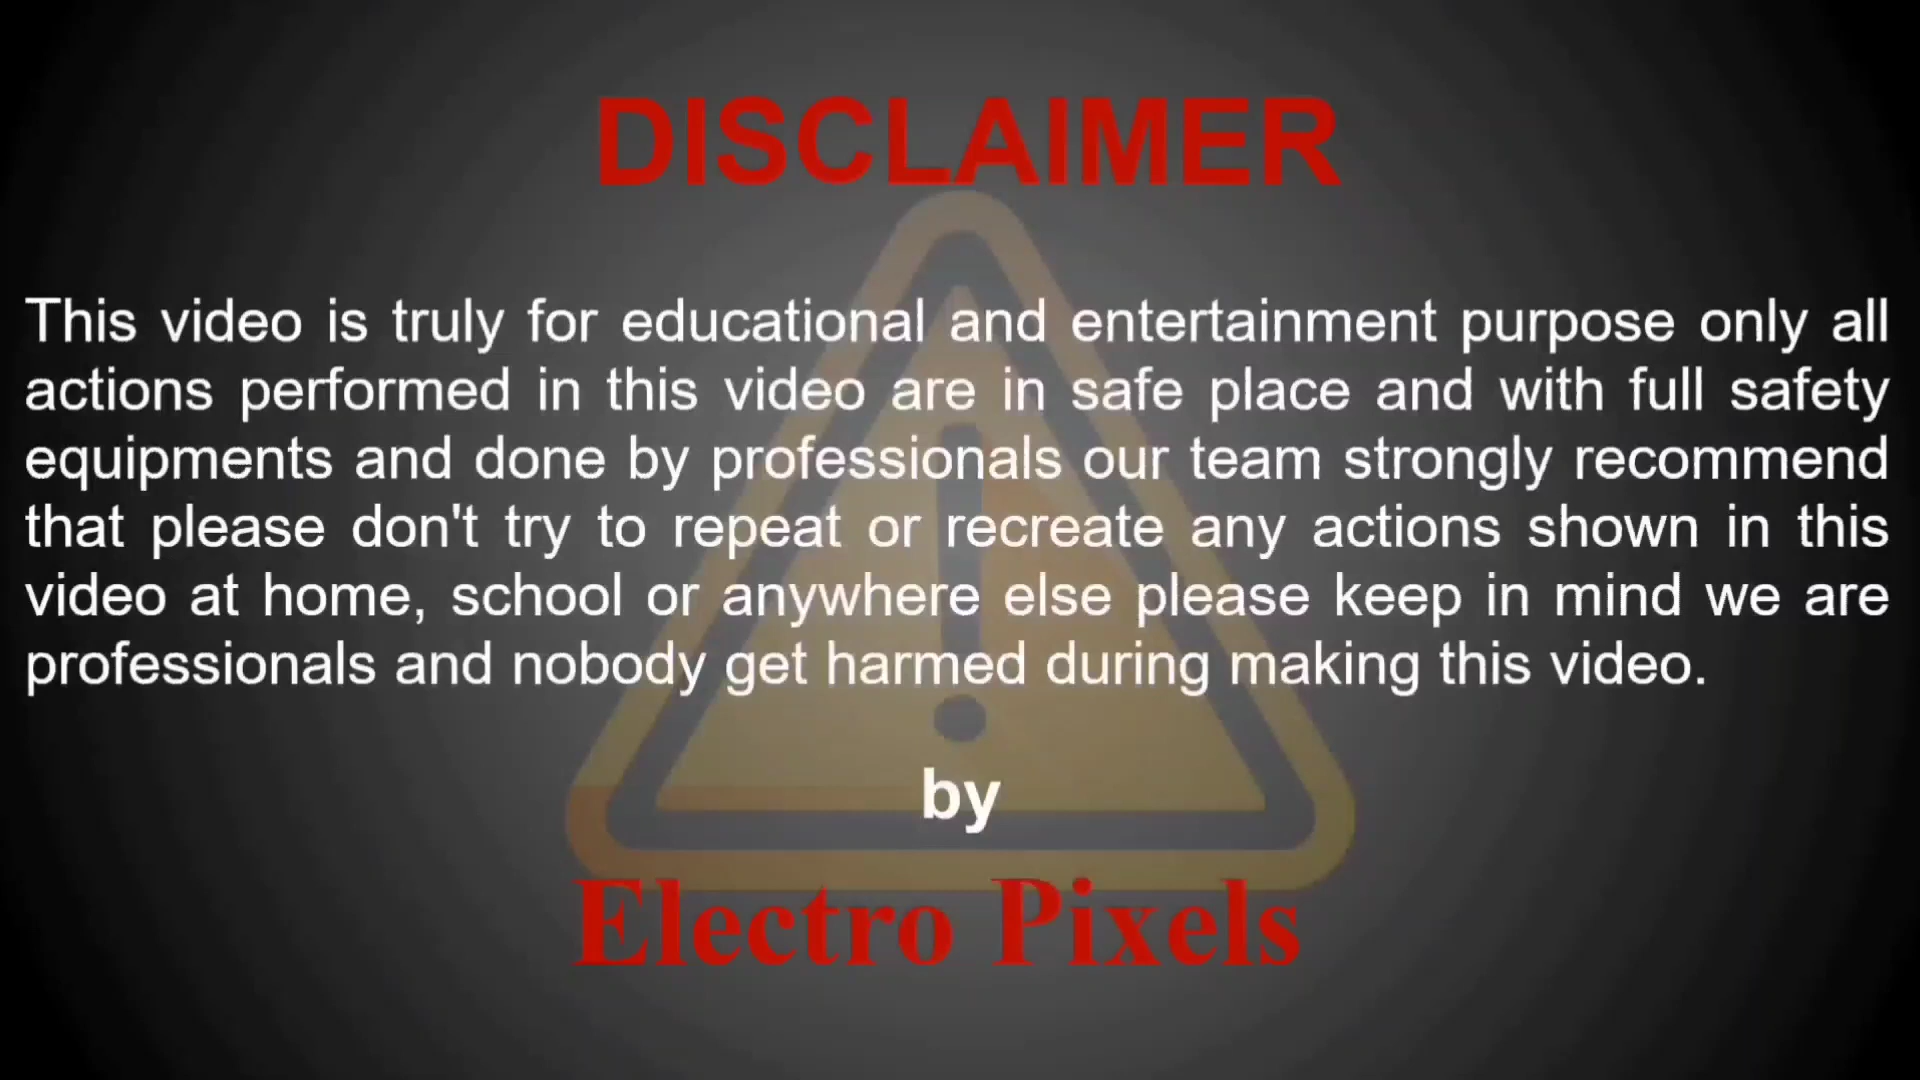 DISCLAIMER
This video is truly for educational and entertainment purpose only all
actions performed in this video are in safe place and with full safety
equipments and done by professionals our team strongly recommend
that please don't try to repeat or recreate any actions shown in this
video at home, school or anywhere else please keep in mind we are
professionals and nobody get harmed during making this video.
by
Electro Pixels